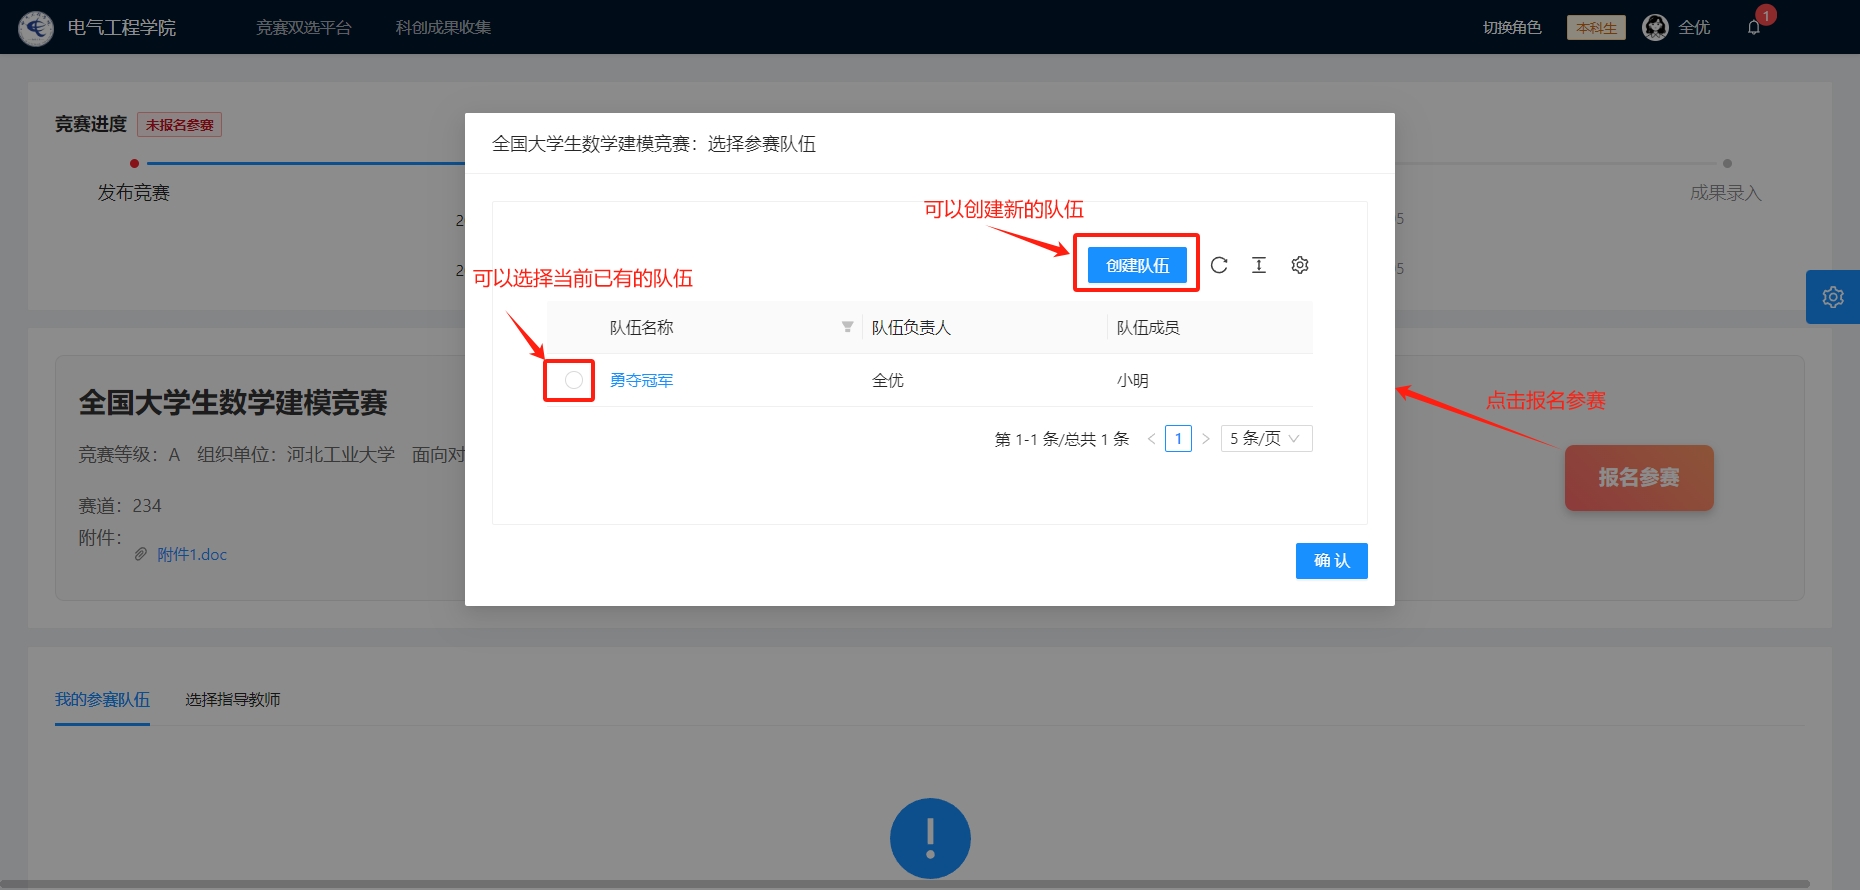 电气工程学院 竞赛双选平台 科创成果收集 切换角色 本科生 全优 1
竞赛进度 未报名参赛
发布竞赛
成果录入
2
5
2
5
全国大学生数学建模竞赛：选择参赛队伍
可以创建新的队伍
创建队伍
可以选择当前已有的队伍
队伍名称 队伍负责人 队伍成员
勇夺冠军 全优 小明
第 1-1 条/总共 1 条 1 5 条/页
确 认
点击报名参赛
报名参赛
全国大学生数学建模竞赛
竞赛等级：A 组织单位：河北工业大学 面向对
赛道：234
附件：
附件1.doc
我的参赛队伍 选择指导教师